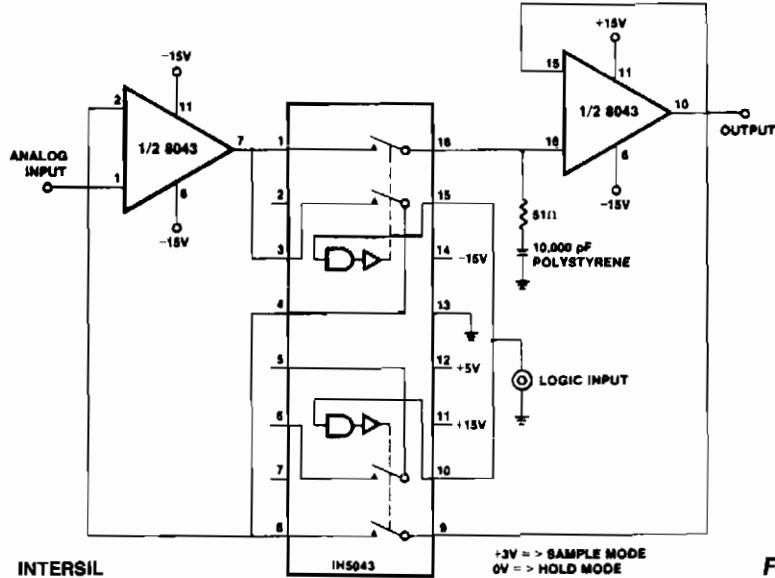 +15V
-15V
15
11
10
2
11
1/2 8043
OUTPUT
1/2 8043
7
1
16
16
6
ANALOG
INPUT
1
6
2
15
-15V
-15V
51Ω
3
14
-15V
10,000 pF
POLYSTYRENE
4
13
5
12
+5V
LOGIC INPUT
6
11
+15V
7
10
8
9
INTERSIL
IH5043
+3V = > SAMPLE MODE
0V = > HOLD MODE
F